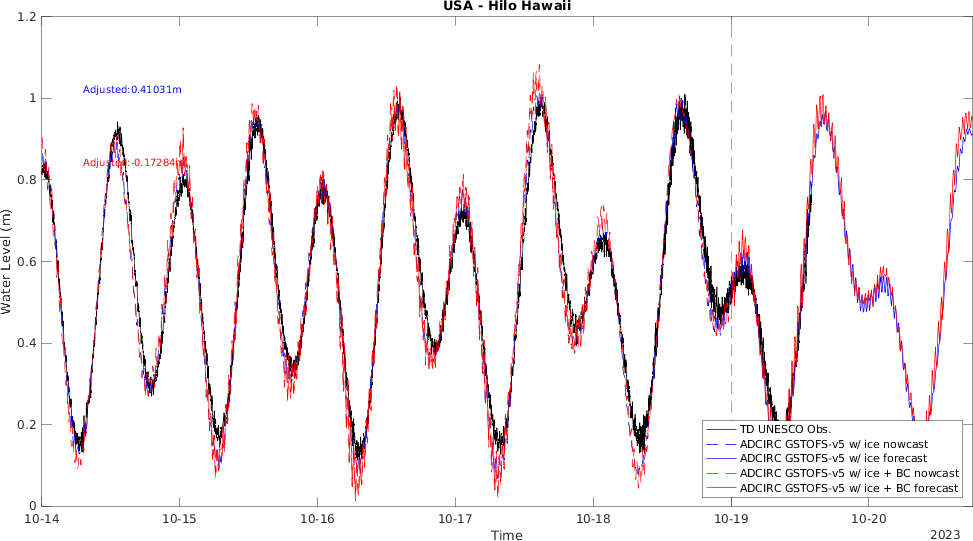 USA - Hilo Hawaii
1.2
1
0.8
0.6
0.4
0.2
0
Water Level (m)
Adjusted:0.41031m
Adjusted:-0.17284m
TD UNESCO Obs.
ADCIRC GSTOFS-v5 w/ ice nowcast
ADCIRC GSTOFS-v5 w/ ice forecast
ADCIRC GSTOFS-v5 w/ ice + BC nowcast
ADCIRC GSTOFS-v5 w/ ice + BC forecast
10-14 10-15 10-16 10-17 10-18 10-19 10-20
Time
2023